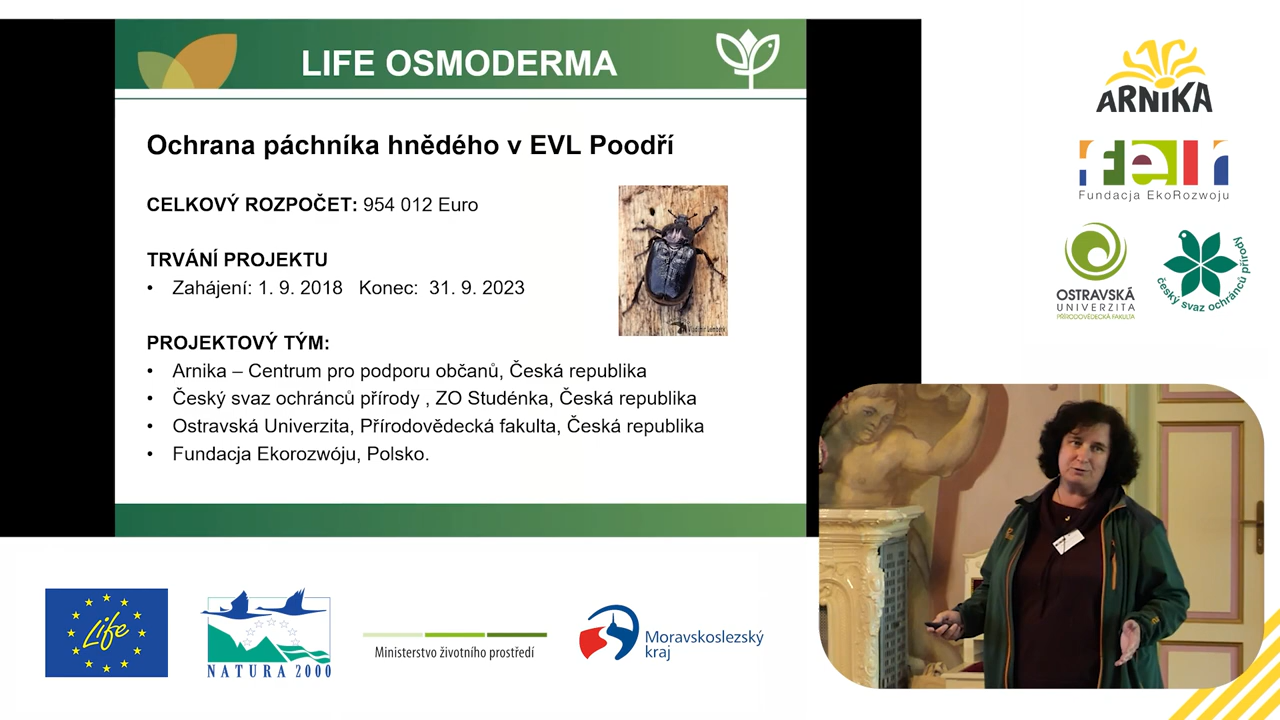 LIFE OSMODERMA
Ochrana páchníka hnědého v EVL Poodří
CELKOVÝ ROZPOČET: 954 012 Euro
TRVÁNÍ PROJEKTU
• Zahájení: 1. 9. 2018 Konec: 31. 9. 2023
PROJEKTOVÝ TÝM:
• Arnika – Centrum pro podporu občanů, Česká republika
• Český svaz ochránců přírody , ZO Studénka, Česká republika
• Ostravská Univerzita, Přírodovědecká fakulta, Česká republika
• Fundacja Ekorozwóju, Polsko.
ARNIKA
fer
Fundacja EkoRozwoju
OSTRAVSKÁ
UNIVERZITA
PŘÍRODOVĚDECKÁ FAKULTA
český svaz ochránců přírody
Life
NATURA 2000
Ministerstvo životního prostředí
Moravskoslezský
kraj